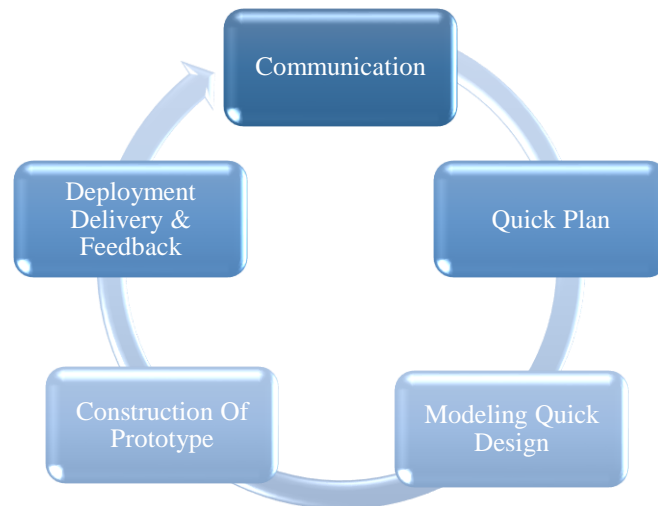 Communication
Quick Plan
Modeling Quick
Design
Construction Of
Prototype
Deployment
Delivery &
Feedback